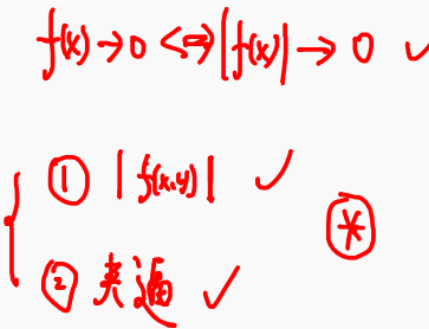 f(x)→0 <=> |f(x)|→0 ✓
① |f(x,y)| ✓
② 夹逼 ✓
*